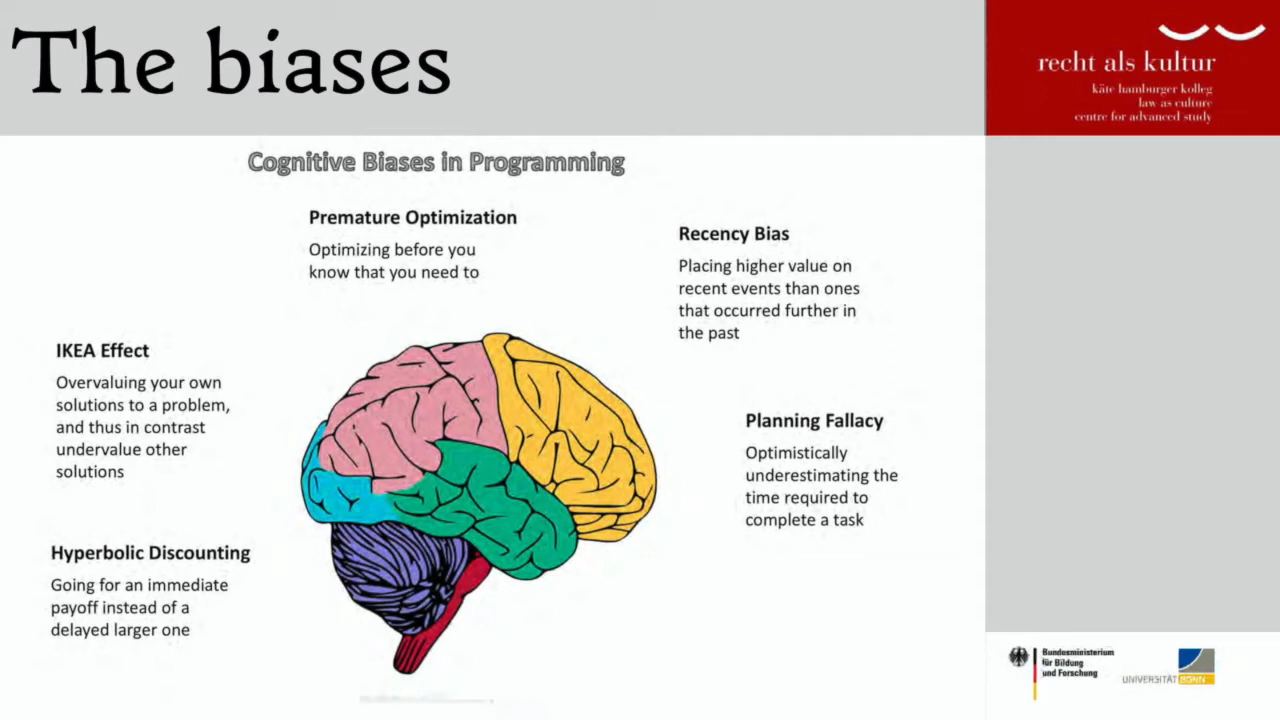 The biases
recht als kultur
käte hamburger kolleg
law as culture
centre for advanced study
Cognitive Biases in Programming
Premature Optimization
Optimizing before you
know that you need to
Recency Bias
Placing higher value on
recent events than ones
that occurred further in
the past
IKEA Effect
Overvaluing your own
solutions to a problem,
and thus in contrast
undervalue other
solutions
Planning Fallacy
Optimistically
underestimating the
time required to
complete a task
Hyperbolic Discounting
Going for an immediate
payoff instead of a
delayed larger one
Bundesministerium
für Bildung
und Forschung
UNIVERSITÄT BONN